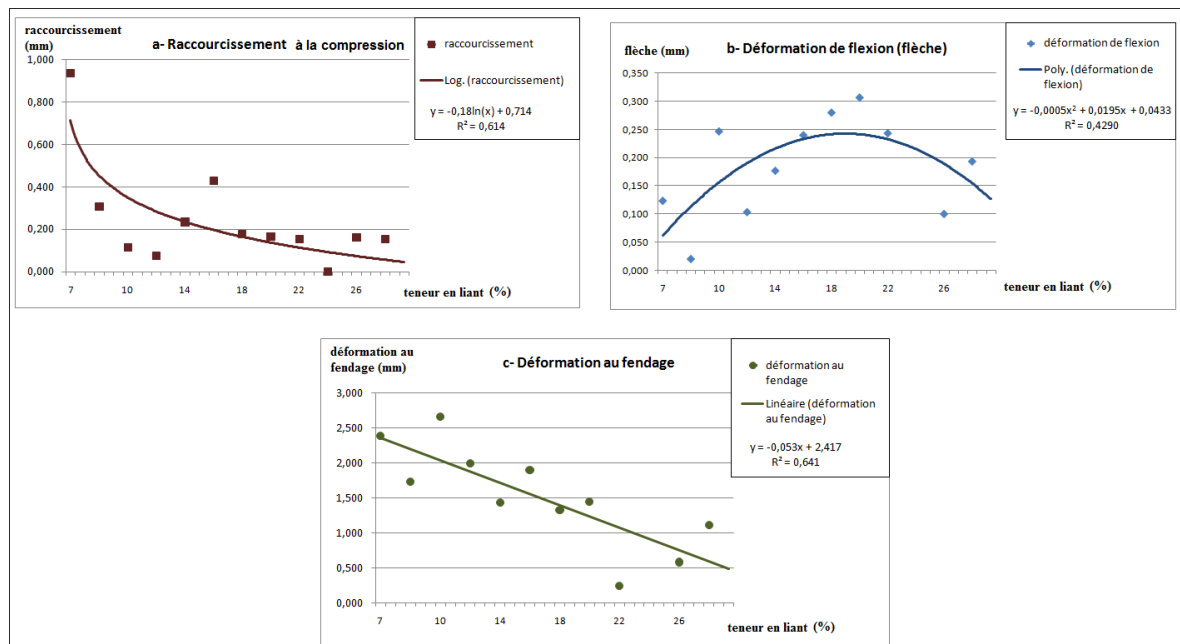 raccourcissement
(mm)
a- Raccourcissement à la compression
1,000
0,800
0,600
0,400
0,200
0,000
7 10 14 18 22 26
teneur en liant (%)
raccourcissement
Log. (raccourcissement)
y = -0,18ln(x) + 0,714
R² = 0,614
flèche (mm)
b- Déformation de flexion (flèche)
0,350
0,300
0,250
0,200
0,150
0,100
0,050
0,000
7 10 14 18 22 26
teneur en liant (%)
déformation de flexion
Poly. (déformation de
flexion)
y = -0,0005x² + 0,0195x + 0,0433
R² = 0,4290
déformation au
fendage (mm)
c- Déformation au fendage
3,000
2,500
2,000
1,500
1,000
0,500
0,000
7 10 14 18 22 26
teneur en liant (%)
déformation au
fendage
Linéaire (déformation
au fendage)
y = -0,053x + 2,417
R² = 0,641